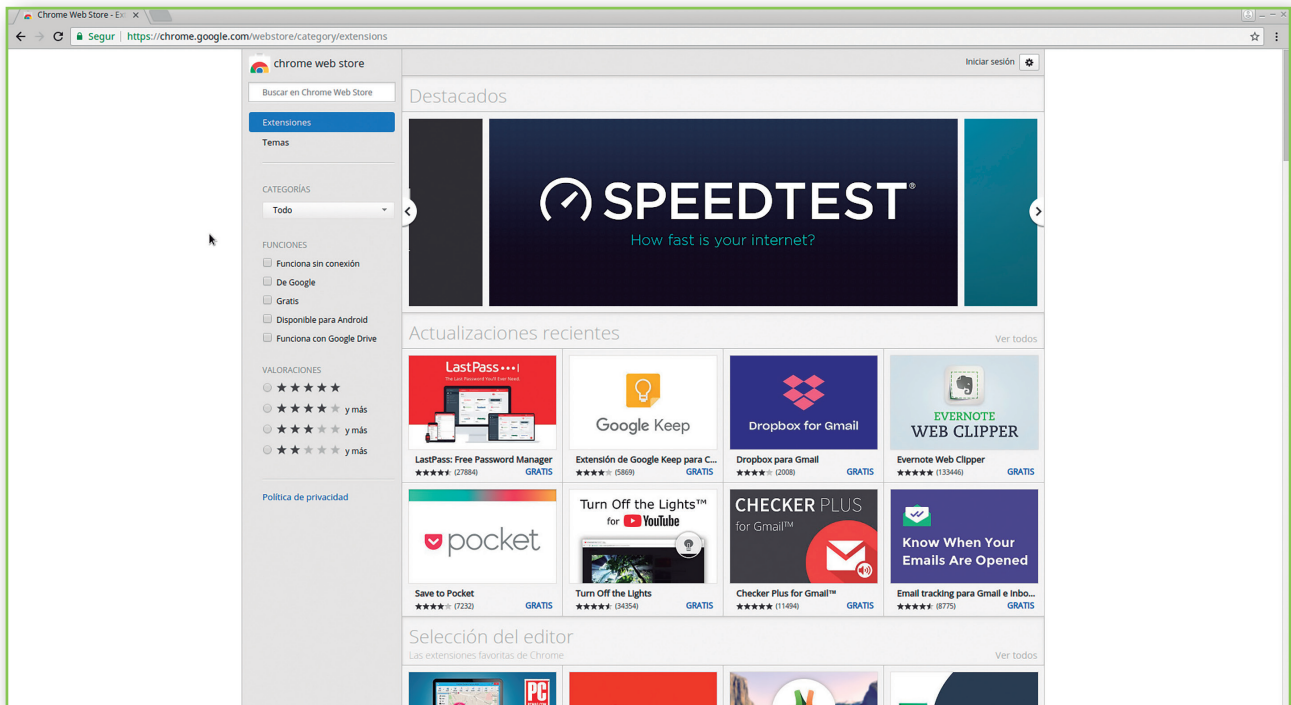 Chrome Web Store - Ex
Segur
https://chrome.google.com/webstore/category/extensions
chrome web store
Iniciar sesión
Buscar en Chrome Web Store
Extensiones
Temas
CATEGORÍAS
Todo
FUNCIONES
Funciona sin conexión
De Google
Gratis
Disponible para Android
Funciona con Google Drive
VALORACIONES
y más
y más
y más
Política de privacidad
Destacados
SPEEDTEST®
How fast is your internet?
Actualizaciones recientes
Ver todos
LastPass
The Last Password You'll Ever Need.
LastPass: Free Password Manager
(27884) GRATIS
Google Keep
Extensión de Google Keep para C...
(5869) GRATIS
Dropbox for Gmail
Dropbox para Gmail
(2008) GRATIS
EVERNOTE
WEB CLIPPER
Evernote Web Clipper
(133446) GRATIS
pocket
Save to Pocket
(7232) GRATIS
Turn Off the Lights™
for YouTube
Turn Off the Lights
(34354) GRATIS
CHECKER PLUS
for Gmail™
Checker Plus for Gmail™
(11494) GRATIS
Know When Your
Emails Are Opened
Email tracking para Gmail e Inbo...
(8775) GRATIS
Selección del editor
Las extensiones favoritas de Chrome
Ver todos
PC